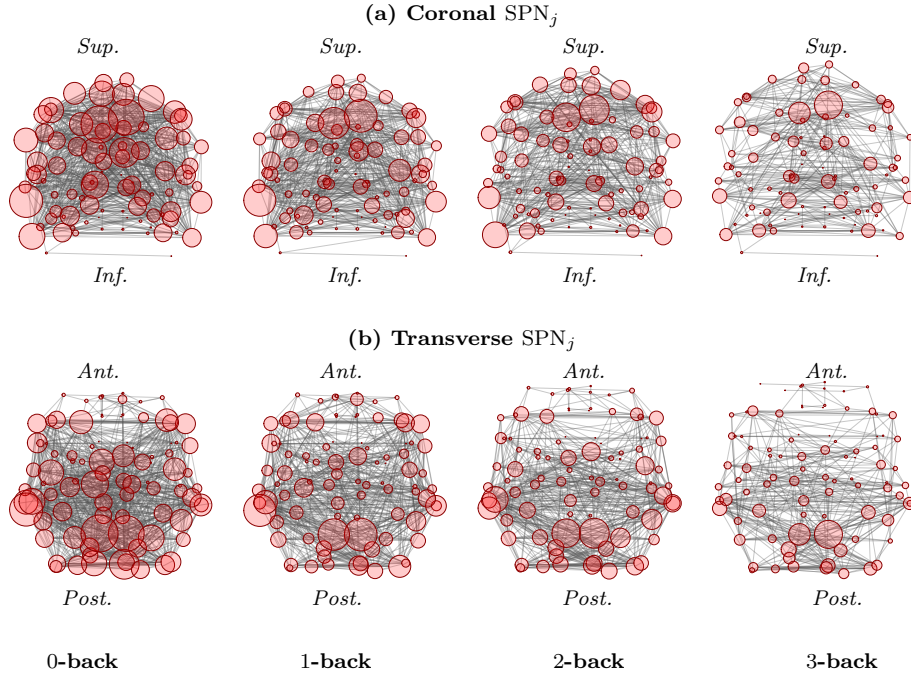 (a) Coronal SPN_j
Sup. Sup. Sup. Sup.
Inf. Inf. Inf. Inf.
(b) Transverse SPN_j
Ant. Ant. Ant. Ant.
Post. Post. Post. Post.
0-back 1-back 2-back 3-back